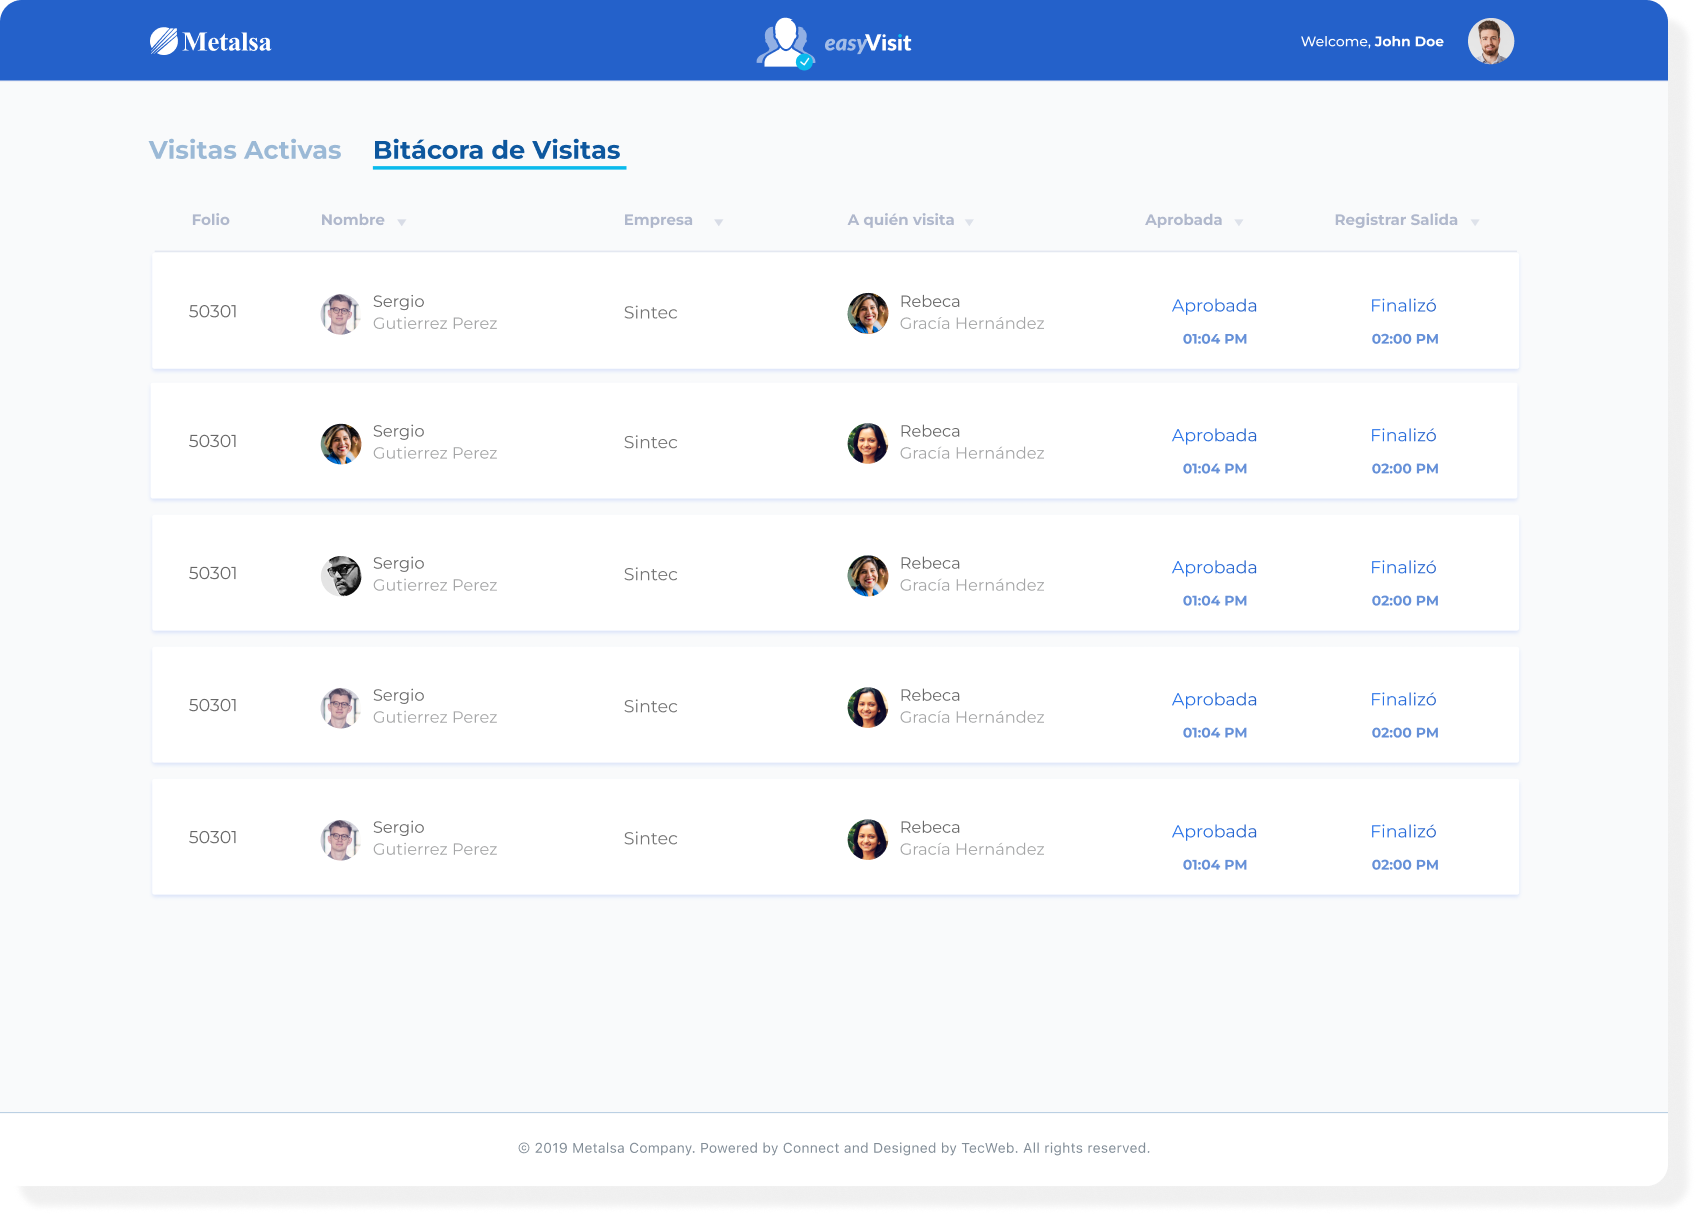 Metalsa
easyVisit
Welcome, John Doe
Visitas Activas
Bitácora de Visitas
Folio
Nombre
Empresa
A quién visita
Aprobada
Registrar Salida
50301
Sergio
Gutierrez Perez
Sintec
Rebeca
Gracía Hernández
Aprobada
01:04 PM
Finalizó
02:00 PM
50301
Sergio
Gutierrez Perez
Sintec
Rebeca
Gracía Hernández
Aprobada
01:04 PM
Finalizó
02:00 PM
50301
Sergio
Gutierrez Perez
Sintec
Rebeca
Gracía Hernández
Aprobada
01:04 PM
Finalizó
02:00 PM
50301
Sergio
Gutierrez Perez
Sintec
Rebeca
Gracía Hernández
Aprobada
01:04 PM
Finalizó
02:00 PM
50301
Sergio
Gutierrez Perez
Sintec
Rebeca
Gracía Hernández
Aprobada
01:04 PM
Finalizó
02:00 PM
© 2019 Metalsa Company. Powered by Connect and Designed by TecWeb. All rights reserved.